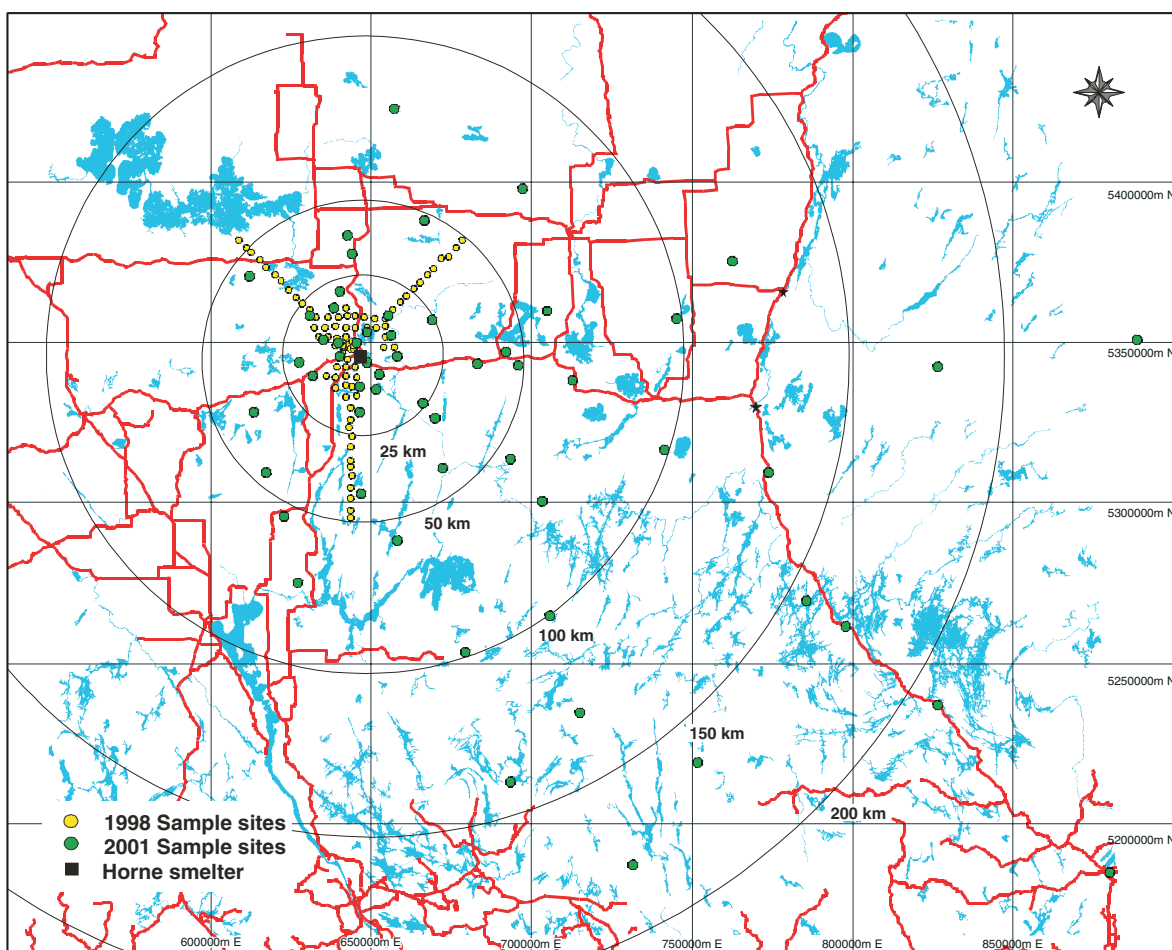 5400000m N
5350000m N
25 km
5300000m N
50 km
100 km
5250000m N
150 km
200 km
1998 Sample sites
2001 Sample sites
Horne smelter
5200000m N
600000m E
650000m E
700000m E
750000m E
800000m E
850000m E